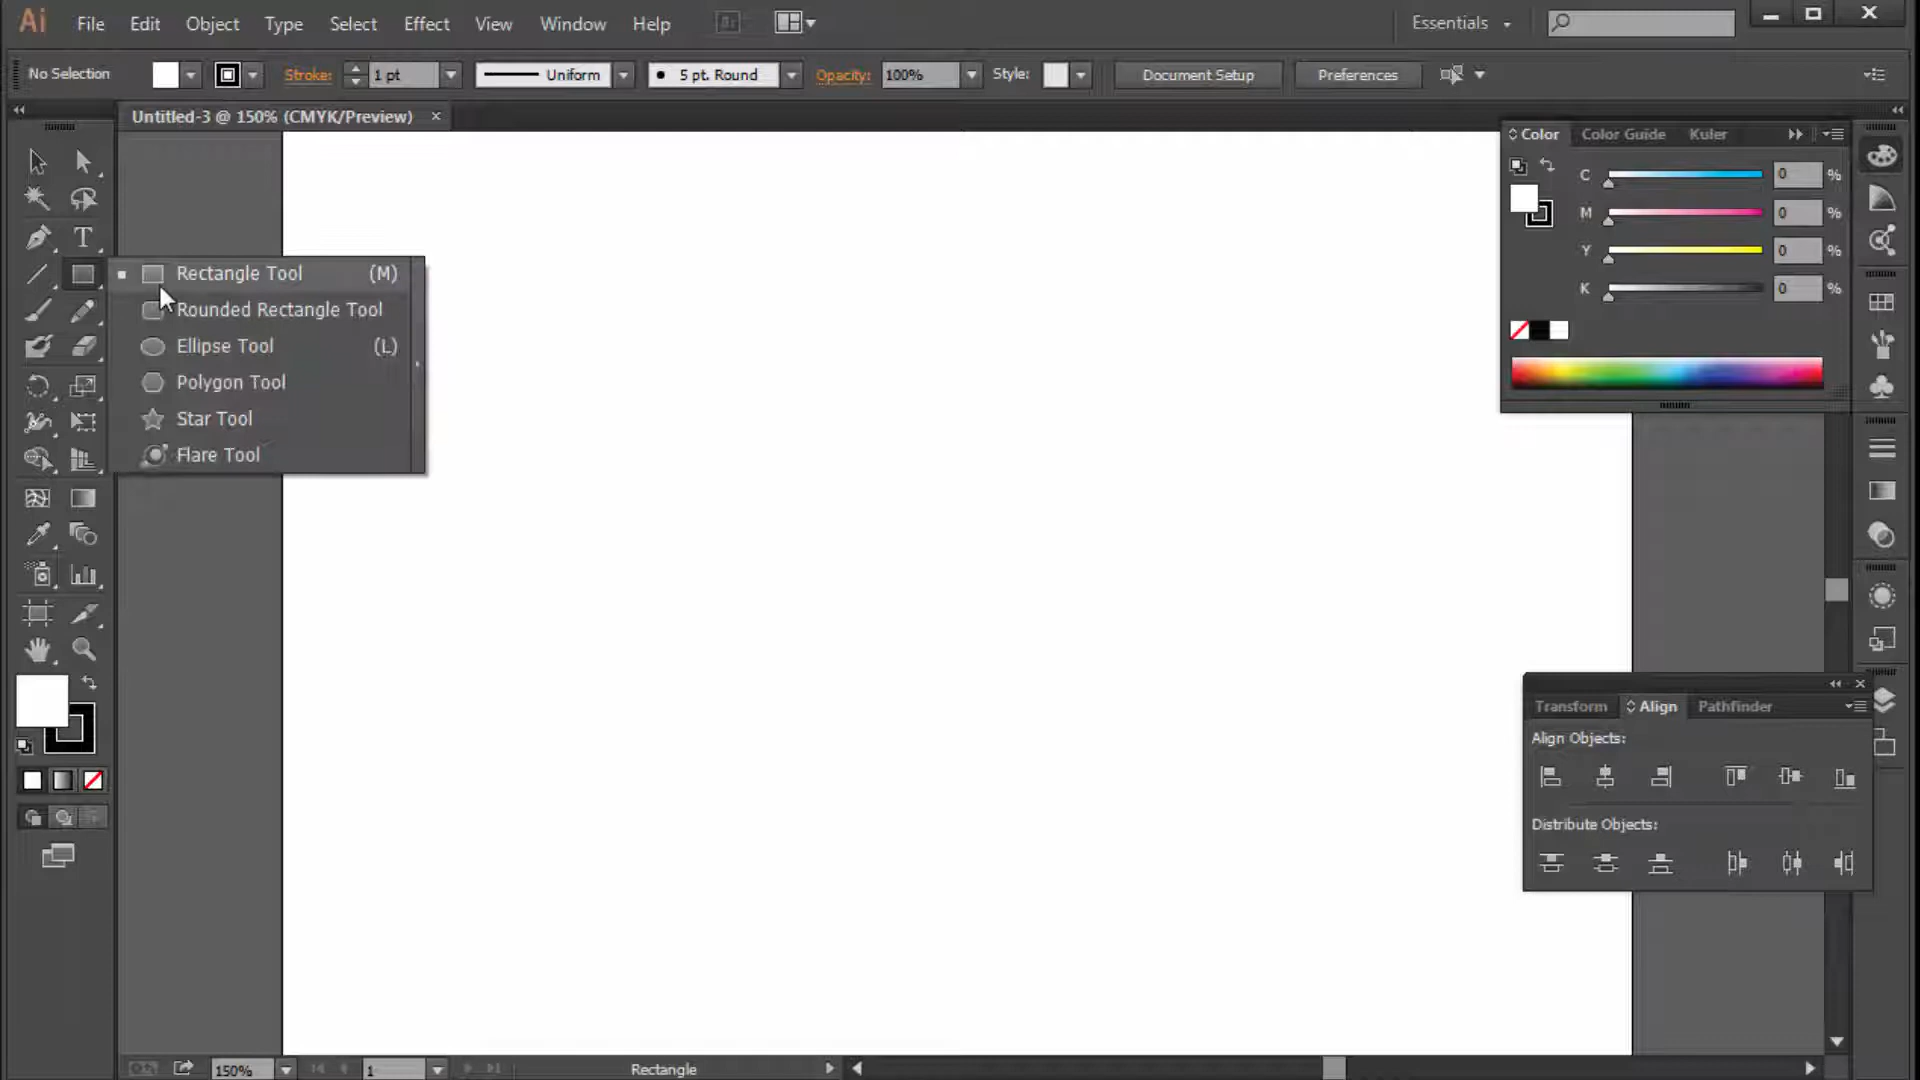 Ai File Edit Object Type Select Effect View Window Help Br Essentials
No Selection Stroke: 1 pt Uniform 5 pt. Round Opacity: 100% Style: Document Setup Preferences
Untitled-3 @ 150% (CMYK/Preview) ×
Color Color Guide Kuler
C 0 %
M 0 %
Y 0 %
K 0 %
T
Rectangle Tool (M)
Rounded Rectangle Tool
Ellipse Tool (L)
Polygon Tool
Star Tool
Flare Tool
Transform Align Pathfinder
Align Objects:
Distribute Objects:
150% 1 Rectangle